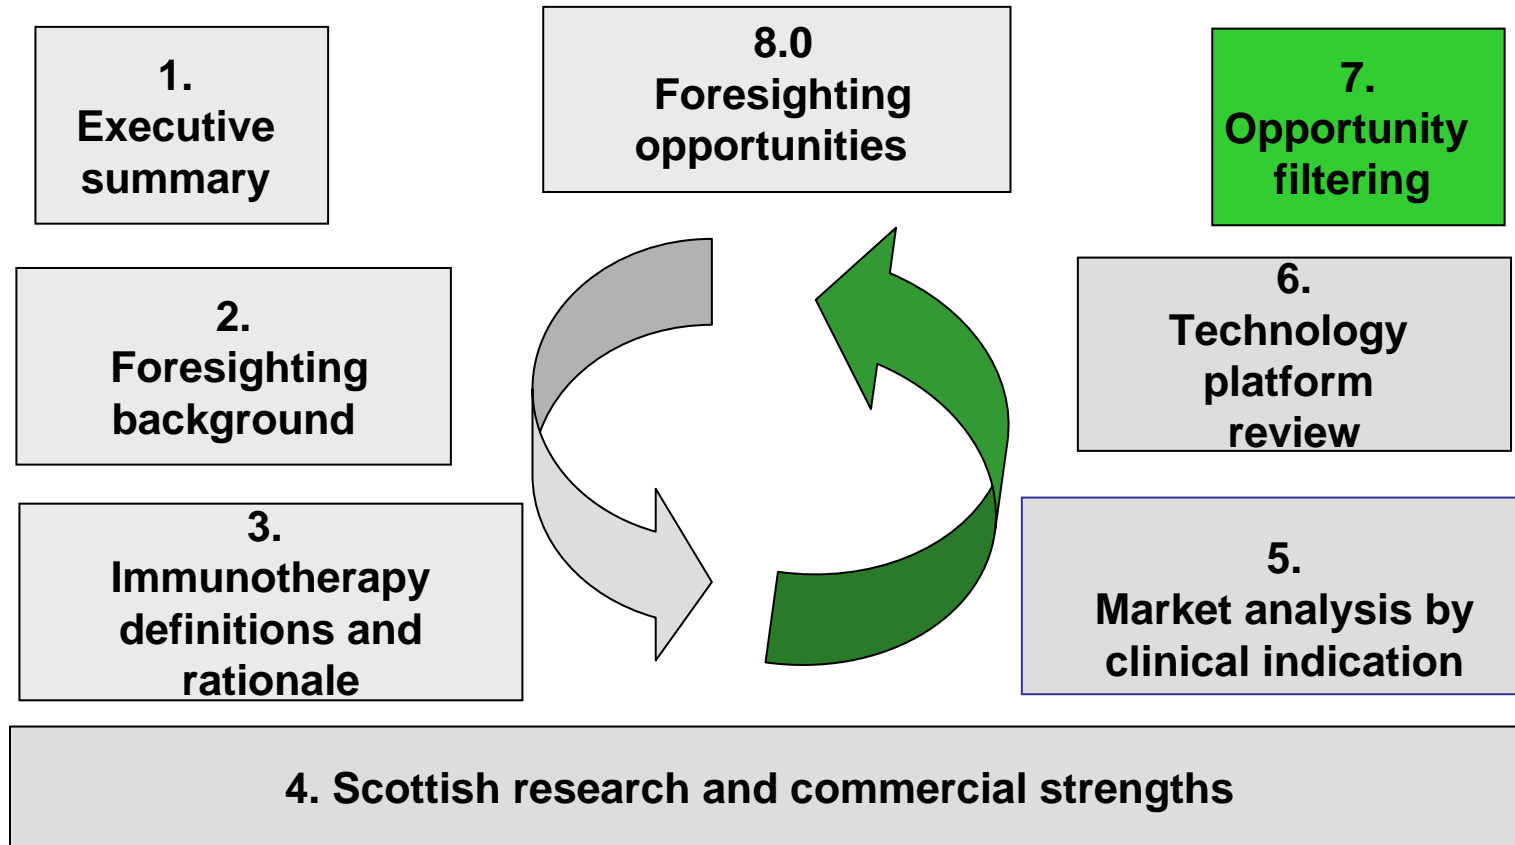 1.
Executive
summary
2.
Foresighting
background
3.
Immunotherapy
definitions and
rationale
4. Scottish research and commercial strengths
5.
Market analysis by
clinical indication
6.
Technology
platform
review
7.
Opportunity
filtering
8.0
Foresighting
opportunities